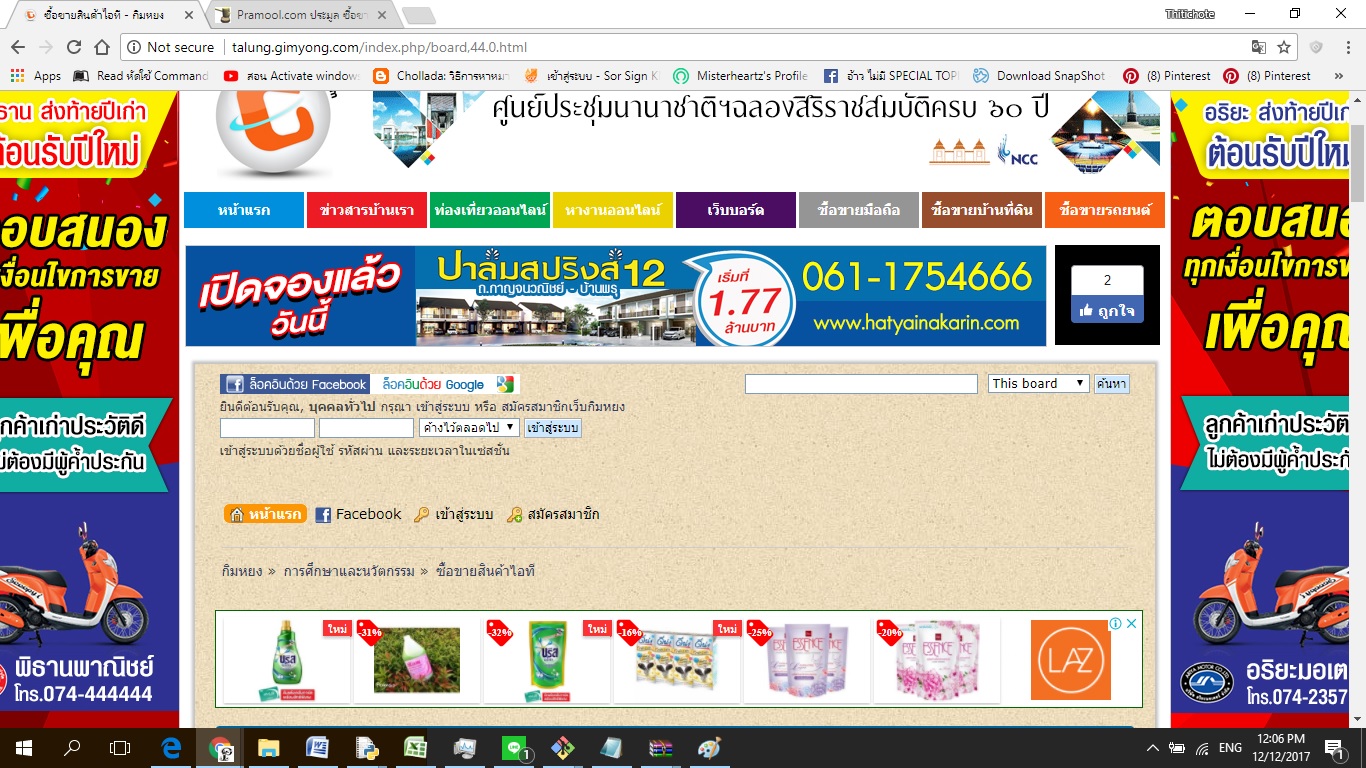 ซื้อขายสินค้าไอที - กิมหยง
Pramool.com ประมูล ซื้อขา
Thitichote
Not secure talung.gimyong.com/index.php/board,44.0.html
Apps Read หัดใช้ Command สอน Activate window Chollada: วิธีการหาหมา เข้าสู่ระบบ - Sor Sign K Misterheartz's Profile อ้าว ไม่มี SPECIAL TOP Download SnapShot (8) Pinterest (8) Pinterest »
ธาน ส่งท้ายปีเก่า
ต้อนรับปีใหม่
อบสนอง
งื่อนไขการขาย
พื่อคุณ
กค้าเก่าประวัติดี
ม่ต้องมีผู้ค้ำประกัน
พิธานพาณิชย์
โทร.074-444444
ศูนย์ประชุมนานาชาติฯฉลองสิริราชสมบัติครบ ๖๐ ปี
NCC
หน้าแรก ข่าวสารบ้านเรา ท่องเที่ยวออนไลน์ หางานออนไลน์ เว็บบอร์ด ซื้อขายมือถือ ซื้อขายบ้านที่ดิน ซื้อขายรถยนต์
เปิดจองแล้ว
วันนี้
ปาล์มสปริงส์ 12
ถ.กาญจนวณิชย์ - บ้านพรุ
เริ่มที่
1.77
ล้านบาท
061-1754666
www.hatyainakarin.com
2
ถูกใจ
ล็อคอินด้วย Facebook ล็อคอินด้วย Google
This board ค้นหา
ยินดีต้อนรับคุณ, บุคคลทั่วไป กรุณา เข้าสู่ระบบ หรือ สมัครสมาชิกเว็บกิมหยง
ค้างไว้ตลอดไป เข้าสู่ระบบ
เข้าสู่ระบบด้วยชื่อผู้ใช้ รหัสผ่าน และระยะเวลาในเซสชั่น
หน้าแรก Facebook เข้าสู่ระบบ สมัครสมาชิก
กิมหยง » การศึกษาและนวัตกรรม » ซื้อขายสินค้าไอที
ใหม่ -31% -32% ใหม่ -16% ใหม่ -25% -20%
ESSENCE
ESSENCE
LAZ
อริยะ ส่งท้ายปีเก
ต้อนรับปีใหม
ตอบสนอ
ทุกเงื่อนไขการข
เพื่อคุณ
ลูกค้าเก่าประวัติ
ไม่ต้องมีผู้ค้ำประกั
อริยะมอเต
โทร.074-2357
ENG
12:06 PM
12/12/2017
1
1